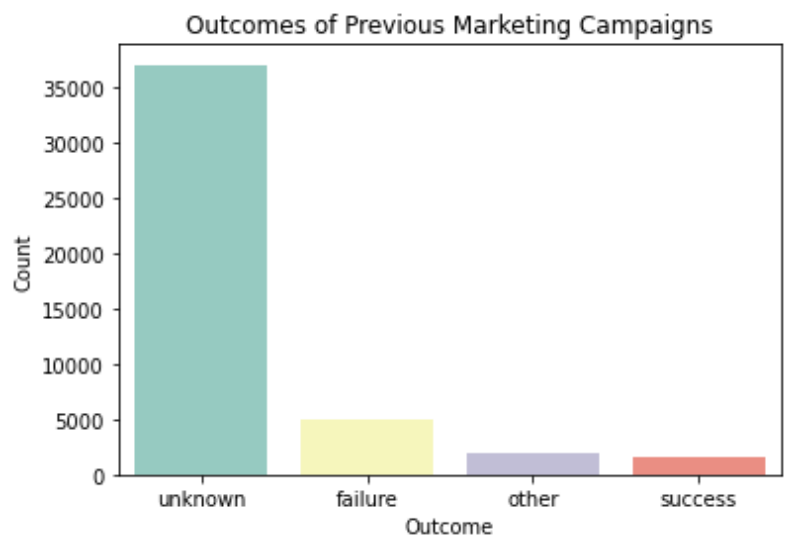 Outcomes of Previous Marketing Campaigns
35000
30000
25000
20000
15000
10000
5000
0
Count
unknown failure other success
Outcome